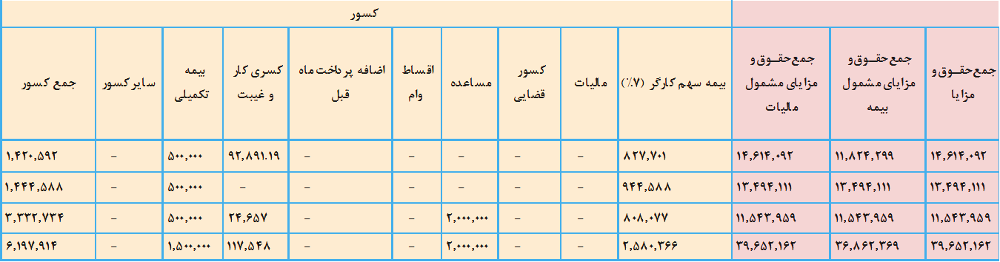 کسور
جمع حقوق و مزایا | جمع حقوق و مزایای مشمول بیمه | جمع حقوق و مزایای مشمول مالیات | بیمه سهم کارگر (۷٪) | مالیات | کسور قضایی | مساعده | اقساط وام | اضافه پرداخت ماه قبل | کسری کار و غیبت | بیمه تکمیلی | سایر کسور | جمع کسور
۱۴,۶۱۴,۰۹۲ | ۱۱,۸۲۴,۲۹۹ | ۱۴,۶۱۴,۰۹۲ | ۸۲۷,۷۰۱ | – | – | – | – | – | ۹۲,۸۹۱.۱۹ | ۵۰۰,۰۰۰ | – | ۱,۴۲۰,۵۹۲
۱۳,۴۹۴,۱۱۱ | ۱۳,۴۹۴,۱۱۱ | ۱۳,۴۹۴,۱۱۱ | ۹۴۴,۵۸۸ | – | – | – | – | – | – | ۵۰۰,۰۰۰ | – | ۱,۴۴۴,۵۸۸
۱۱,۵۴۳,۹۵۹ | ۱۱,۵۴۳,۹۵۹ | ۱۱,۵۴۳,۹۵۹ | ۸۰۸,۰۷۷ | – | – | ۲,۰۰۰,۰۰۰ | – | – | ۲۴,۶۵۷ | ۵۰۰,۰۰۰ | – | ۳,۳۳۲,۷۳۴
۳۹,۶۵۲,۱۶۲ | ۳۶,۸۶۲,۳۶۹ | ۳۹,۶۵۲,۱۶۲ | ۲,۵۸۰,۳۶۶ | – | – | ۲,۰۰۰,۰۰۰ | – | – | ۱۱۷,۵۴۸ | ۱,۵۰۰,۰۰۰ | – | ۶,۱۹۷,۹۱۴